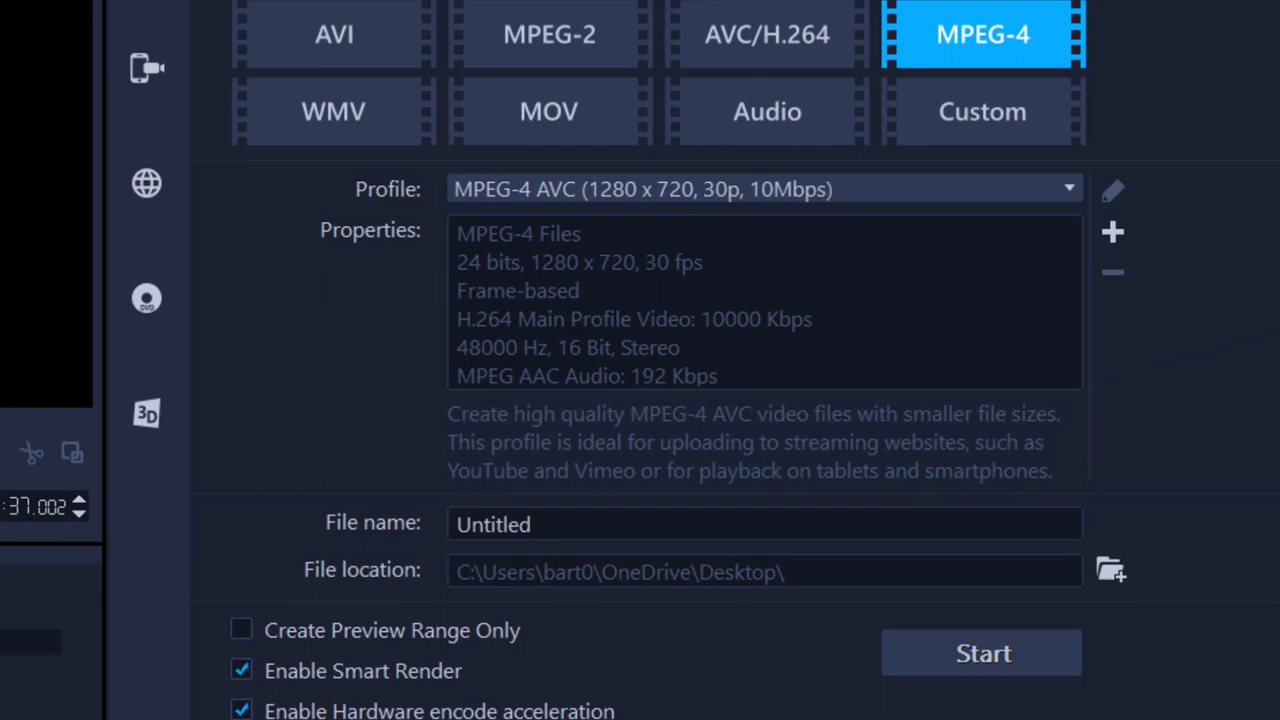 AVI MPEG-2 AVC/H.264 MPEG-4
WMV MOV Audio Custom
Profile: MPEG-4 AVC (1280 x 720, 30p, 10Mbps)
Properties: MPEG-4 Files
24 bits, 1280 x 720, 30 fps
Frame-based
H.264 Main Profile Video: 10000 Kbps
48000 Hz, 16 Bit, Stereo
MPEG AAC Audio: 192 Kbps
DVD
3D
Create high quality MPEG-4 AVC video files with smaller file sizes.
This profile is ideal for uploading to streaming websites, such as
YouTube and Vimeo or for playback on tablets and smartphones.
:37.002
File name: Untitled
File location: C:\Users\bart0\OneDrive\Desktop\
Create Preview Range Only
Start
Enable Smart Render
Enable Hardware encode acceleration